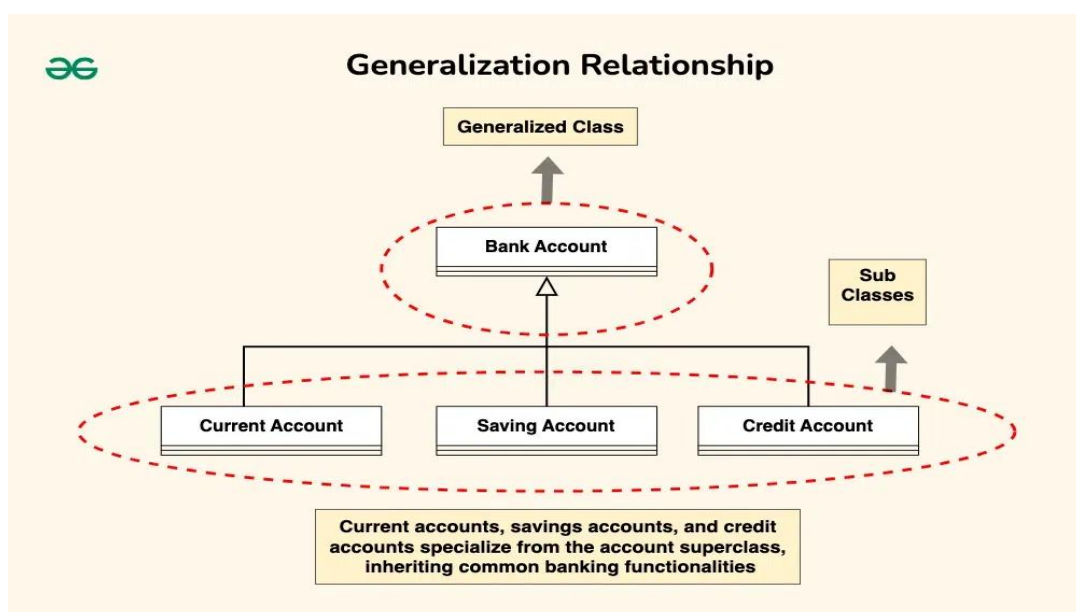 Generalization Relationship
Generalized Class
Bank Account
Sub
Classes
Current Account
Saving Account
Credit Account
Current accounts, savings accounts, and credit
accounts specialize from the account superclass,
inheriting common banking functionalities